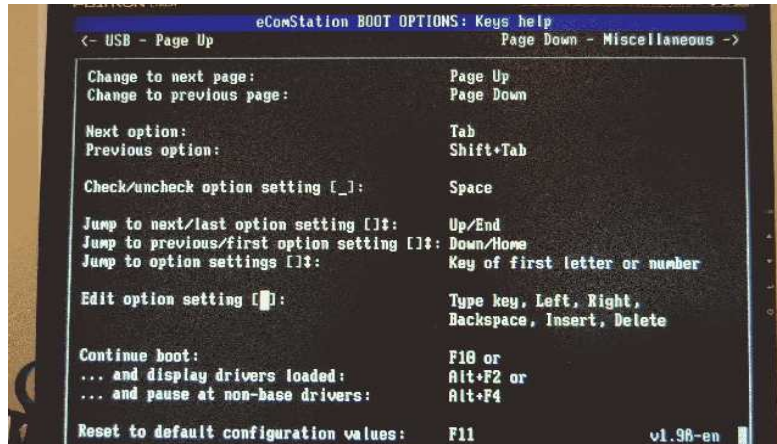 eComStation BOOT OPTIONS: Keys help
<- USB - Page Up Page Down - Miscellaneous ->
Change to next page: Page Up
Change to previous page: Page Down
Next option: Tab
Previous option: Shift+Tab
Check/uncheck option setting [_]: Space
Jump to next/last option setting []↕: Up/End
Jump to previous/first option setting []↕: Down/Home
Jump to option settings []↕: Key of first letter or number
Edit option setting [█]: Type key, Left, Right,
Backspace, Insert, Delete
Continue boot: F10 or
... and display drivers loaded: Alt+F2 or
... and pause at non-base drivers: Alt+F4
Reset to default configuration values: F11 v1.98-en